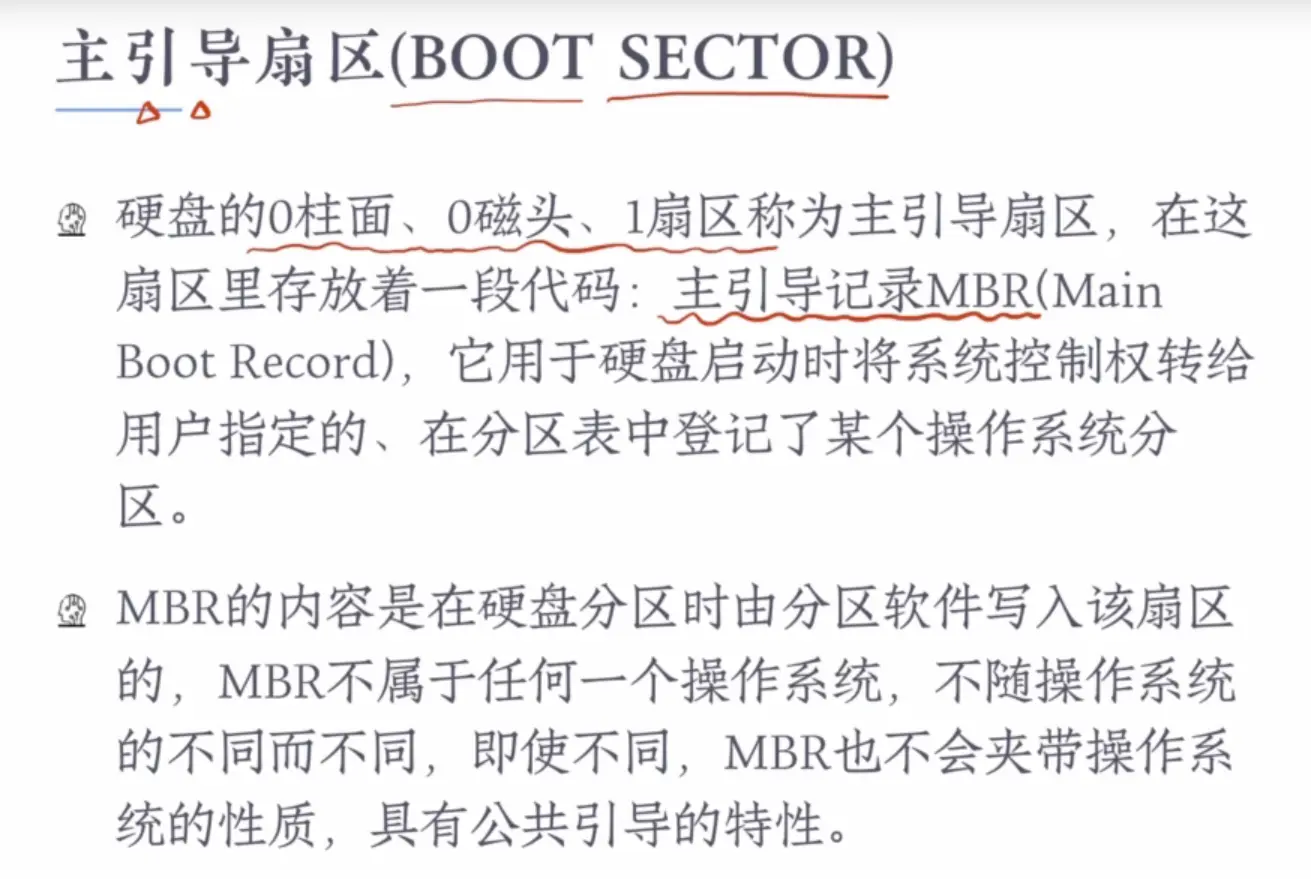 主引导扇区(BOOT SECTOR)
硬盘的0柱面、0磁头、1扇区称为主引导扇区，在这
扇区里存放着一段代码：主引导记录MBR(Main
Boot Record)，它用于硬盘启动时将系统控制权转给
用户指定的、在分区表中登记了某个操作系统分
区。
MBR的内容是在硬盘分区时由分区软件写入该扇区
的，MBR不属于任何一个操作系统，不随操作系统
的不同而不同，即使不同，MBR也不会夹带操作系
统的性质，具有公共引导的特性。